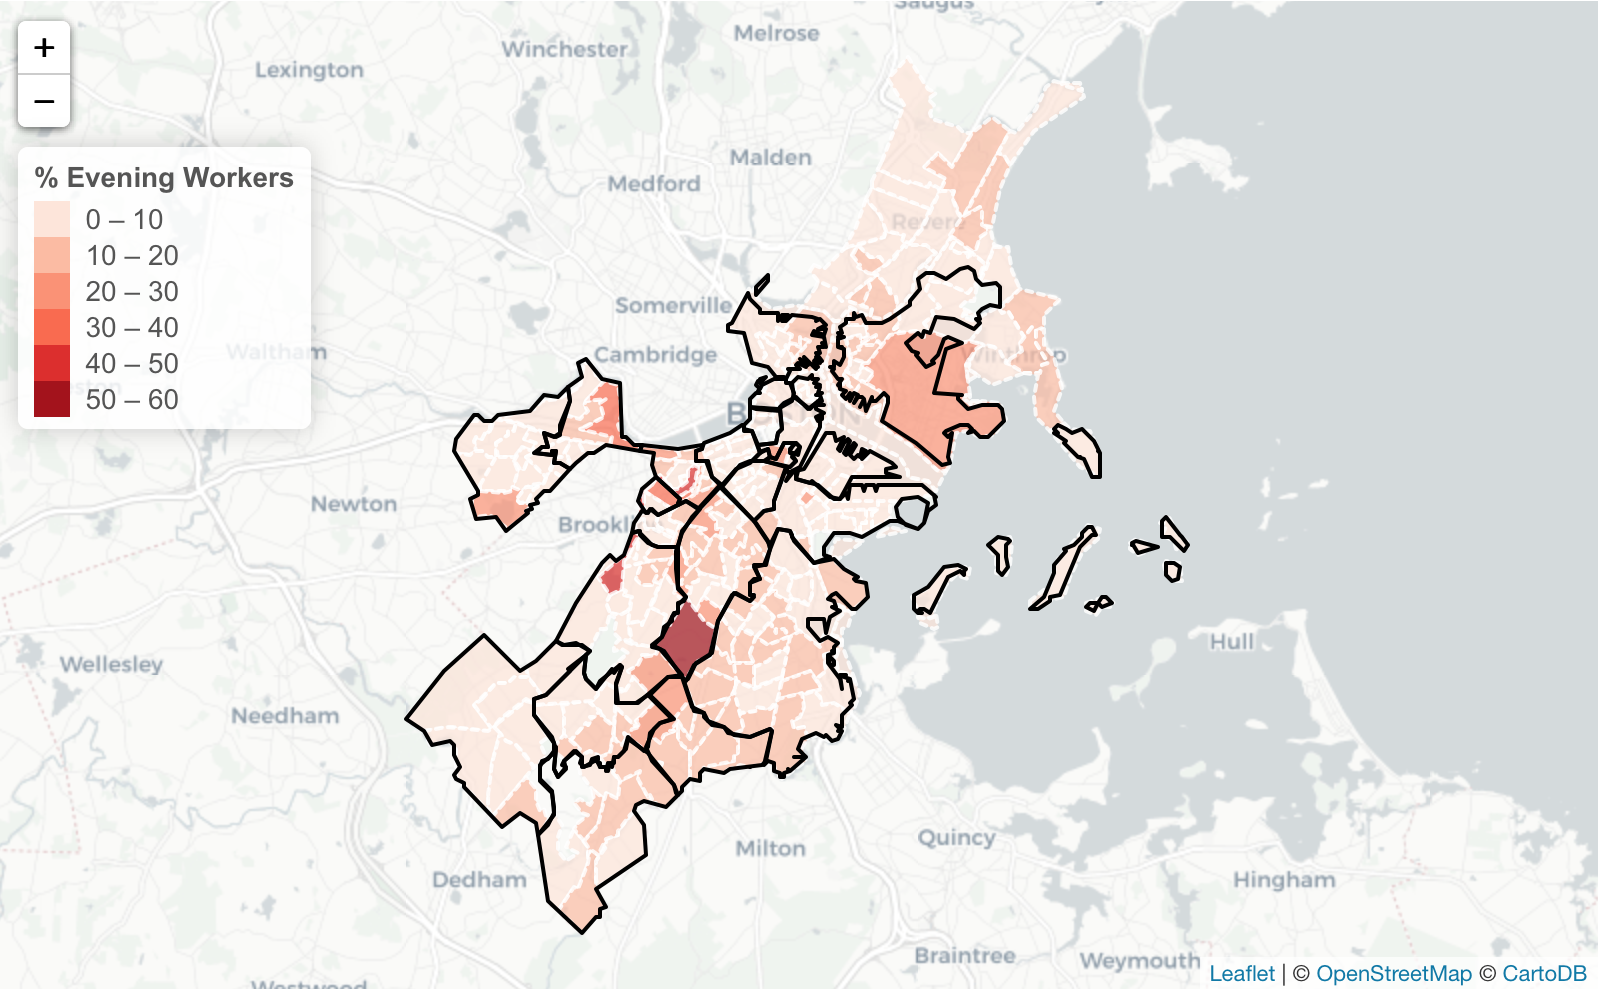 Saugus
+
−
Winchester
Melrose
Lexington
% Evening Workers
0 – 10
10 – 20
20 – 30
30 – 40
40 – 50
50 – 60
Malden
Medford
Revere
Somerville
Waltham
Cambridge
Winthrop
Newton
Hull
Wellesley
Needham
Quincy
Milton
Dedham
Hingham
Braintree
Weymouth
Westwood
Leaflet | © OpenStreetMap © CartoDB